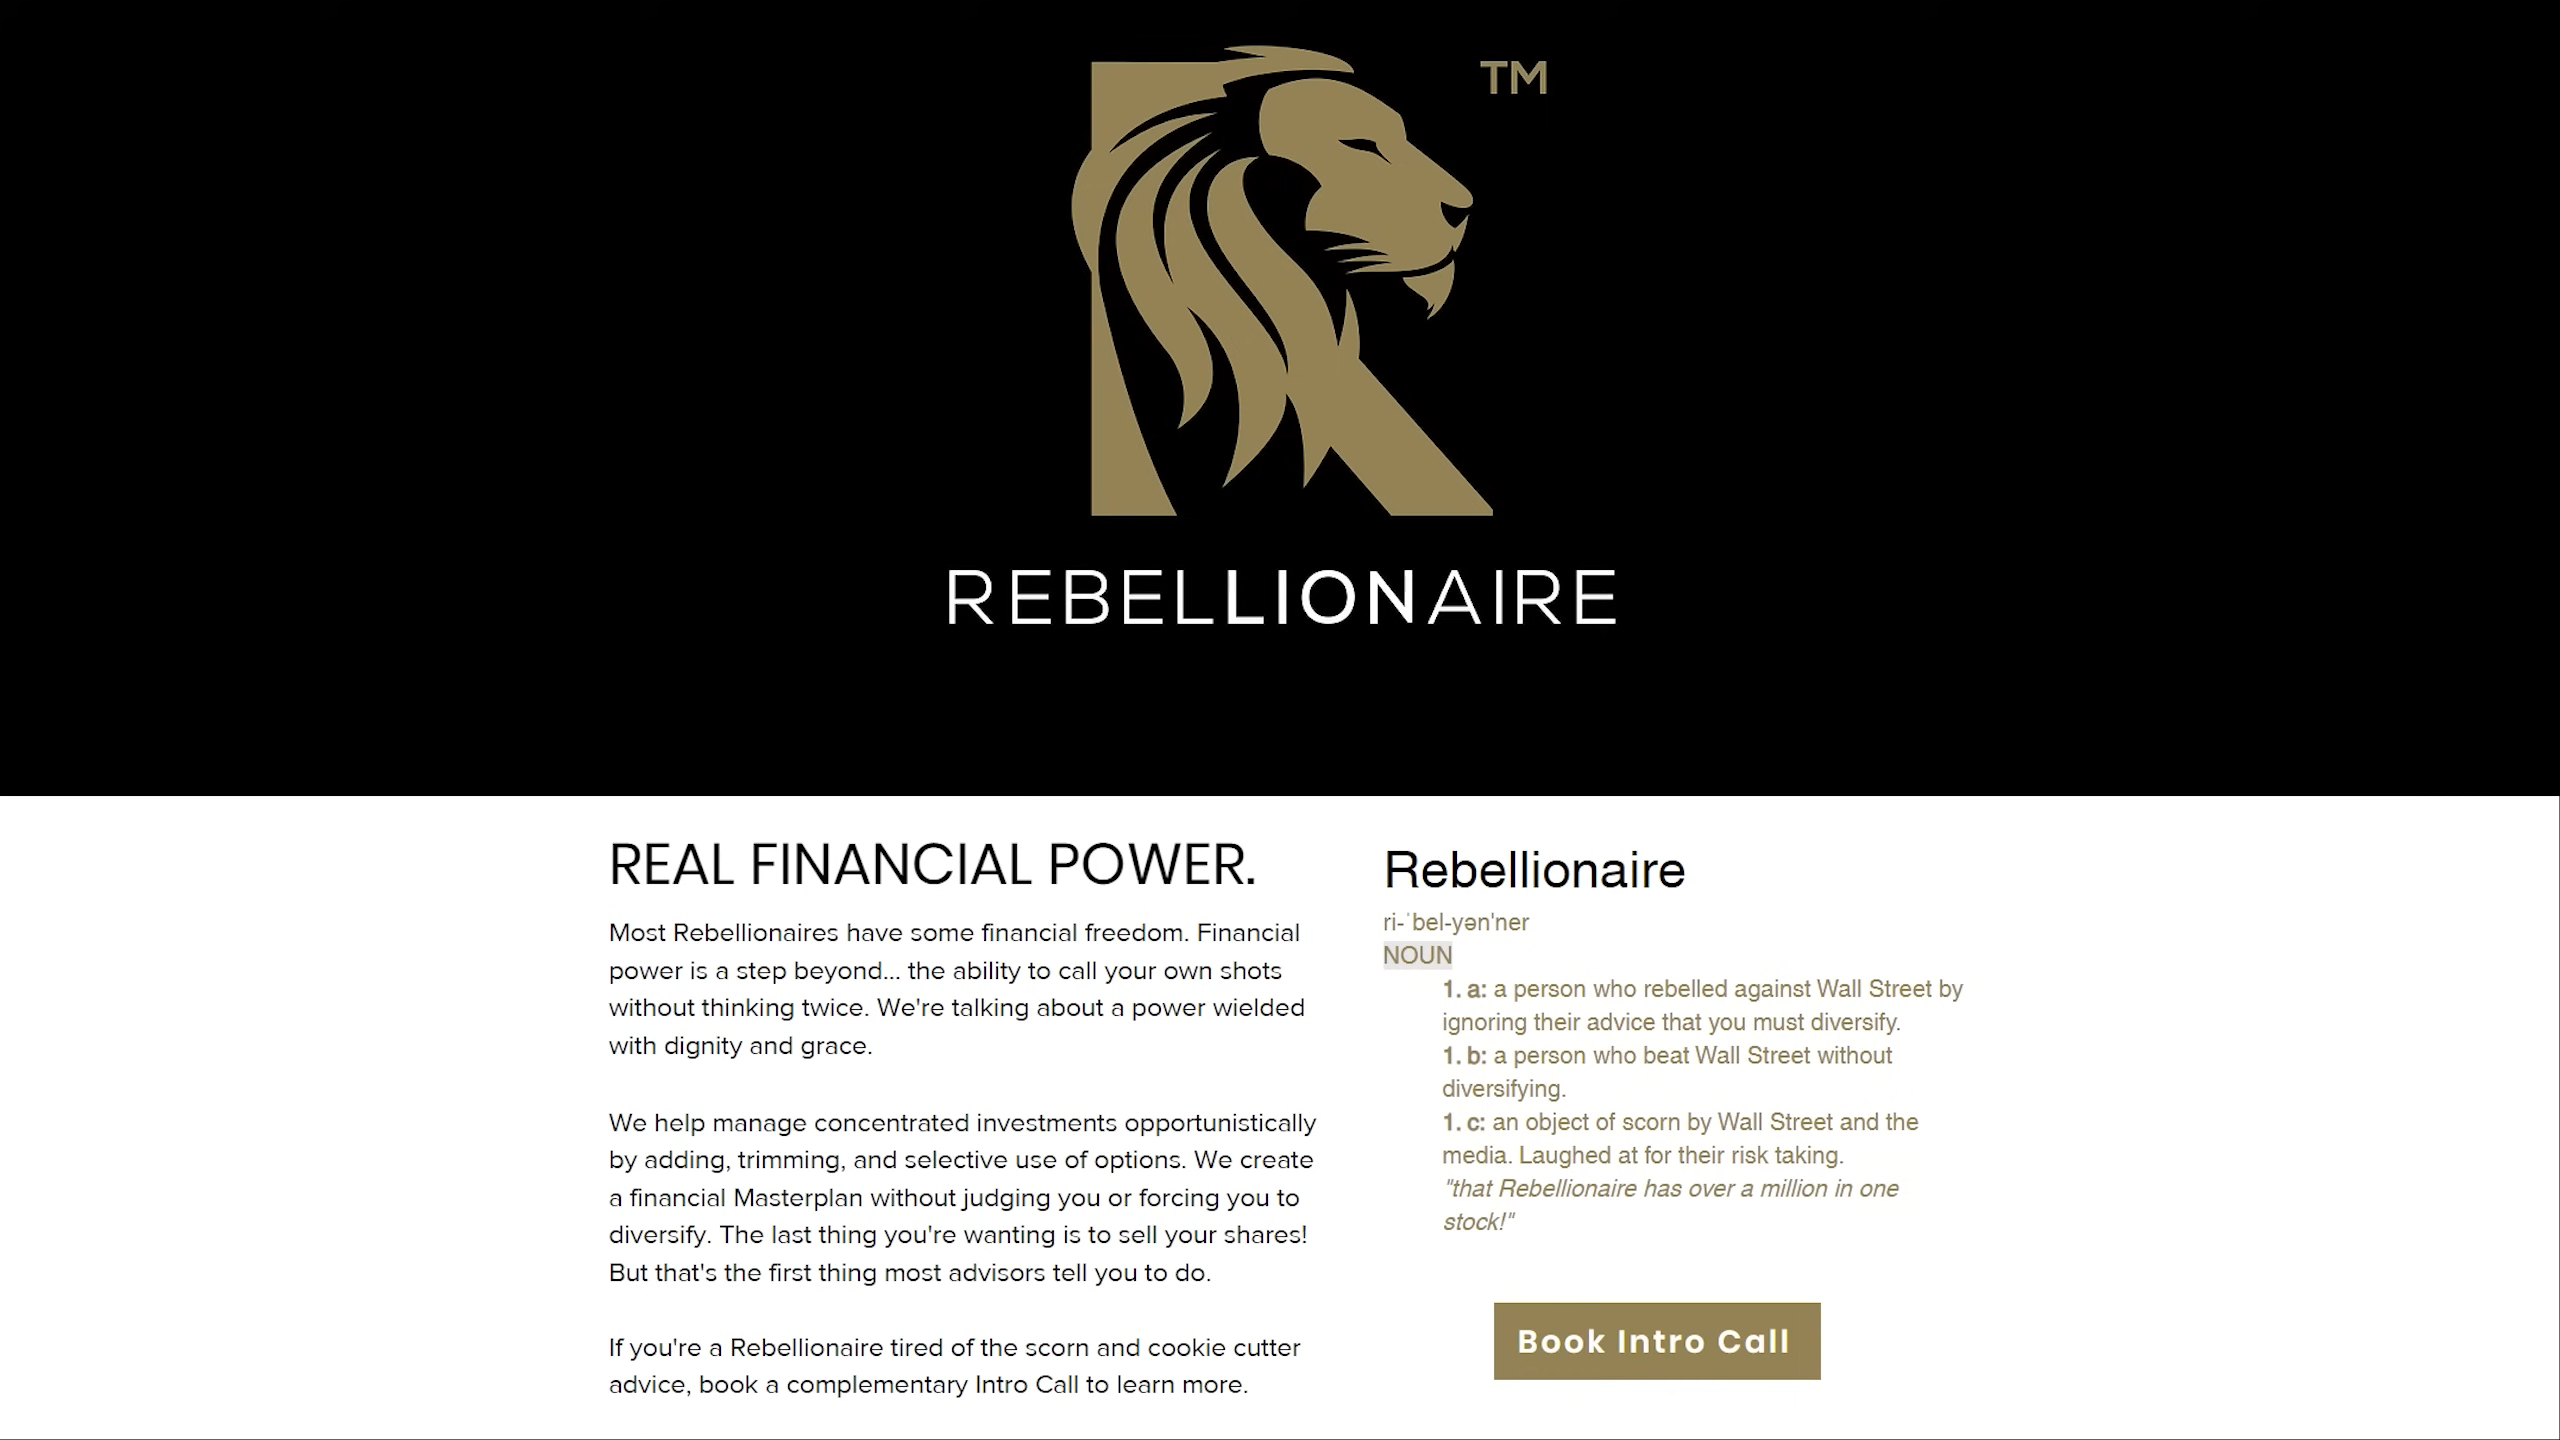 TM
REBELLIONAIRE
REAL FINANCIAL POWER.
Most Rebellionaires have some financial freedom. Financial
power is a step beyond... the ability to call your own shots
without thinking twice. We're talking about a power wielded
with dignity and grace.
We help manage concentrated investments opportunistically
by adding, trimming, and selective use of options. We create
a financial Masterplan without judging you or forcing you to
diversify. The last thing you're wanting is to sell your shares!
But that's the first thing most advisors tell you to do.
If you're a Rebellionaire tired of the scorn and cookie cutter
advice, book a complementary Intro Call to learn more.
Rebellionaire
ri-ˈbel-yən'ner
NOUN
1. a: a person who rebelled against Wall Street by
ignoring their advice that you must diversify.
1. b: a person who beat Wall Street without
diversifying.
1. c: an object of scorn by Wall Street and the
media. Laughed at for their risk taking.
"that Rebellionaire has over a million in one
stock!"
Book Intro Call